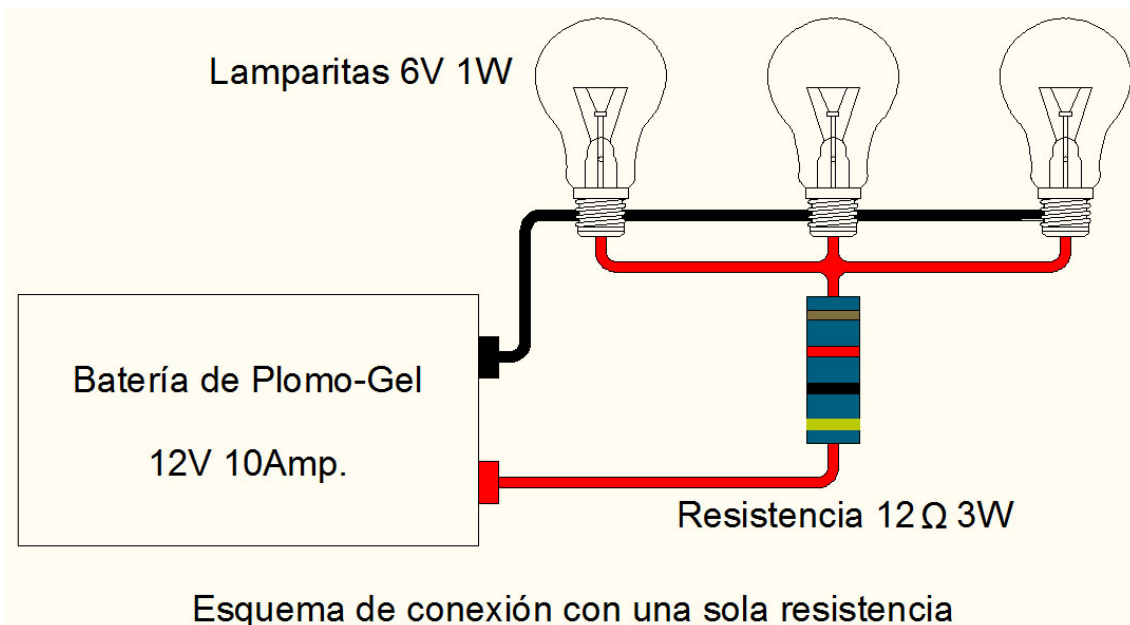 Lamparitas 6V 1W
Batería de Plomo-Gel
12V 10Amp.
Resistencia 12Ω 3W
Esquema de conexión con una sola resistencia